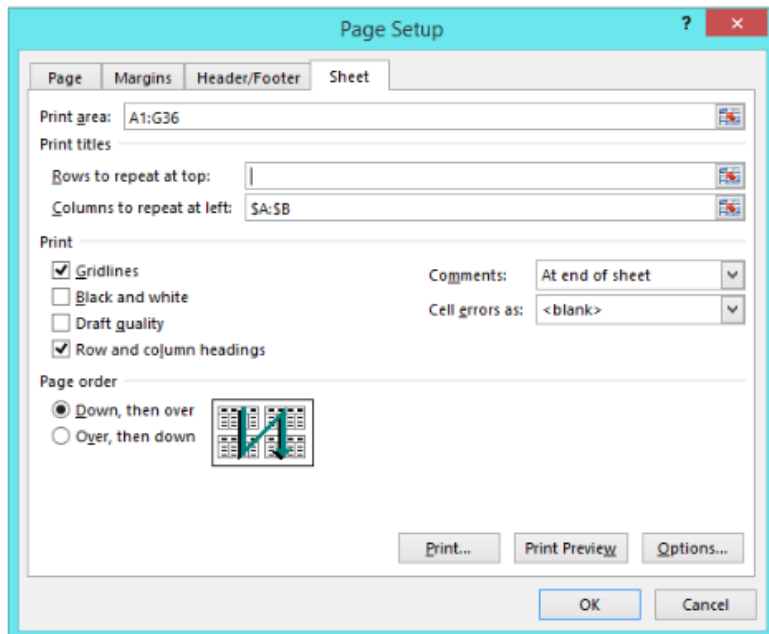 Page Setup ?
Page Margins Header/Footer Sheet
Print area: A1:G36
Print titles
Rows to repeat at top:
Columns to repeat at left: $A:$B
Print
Gridlines
Black and white
Draft quality
Row and column headings
Comments: At end of sheet
Cell errors as: <blank>
Page order
Down, then over
Over, then down
Print... Print Preview Options...
OK Cancel